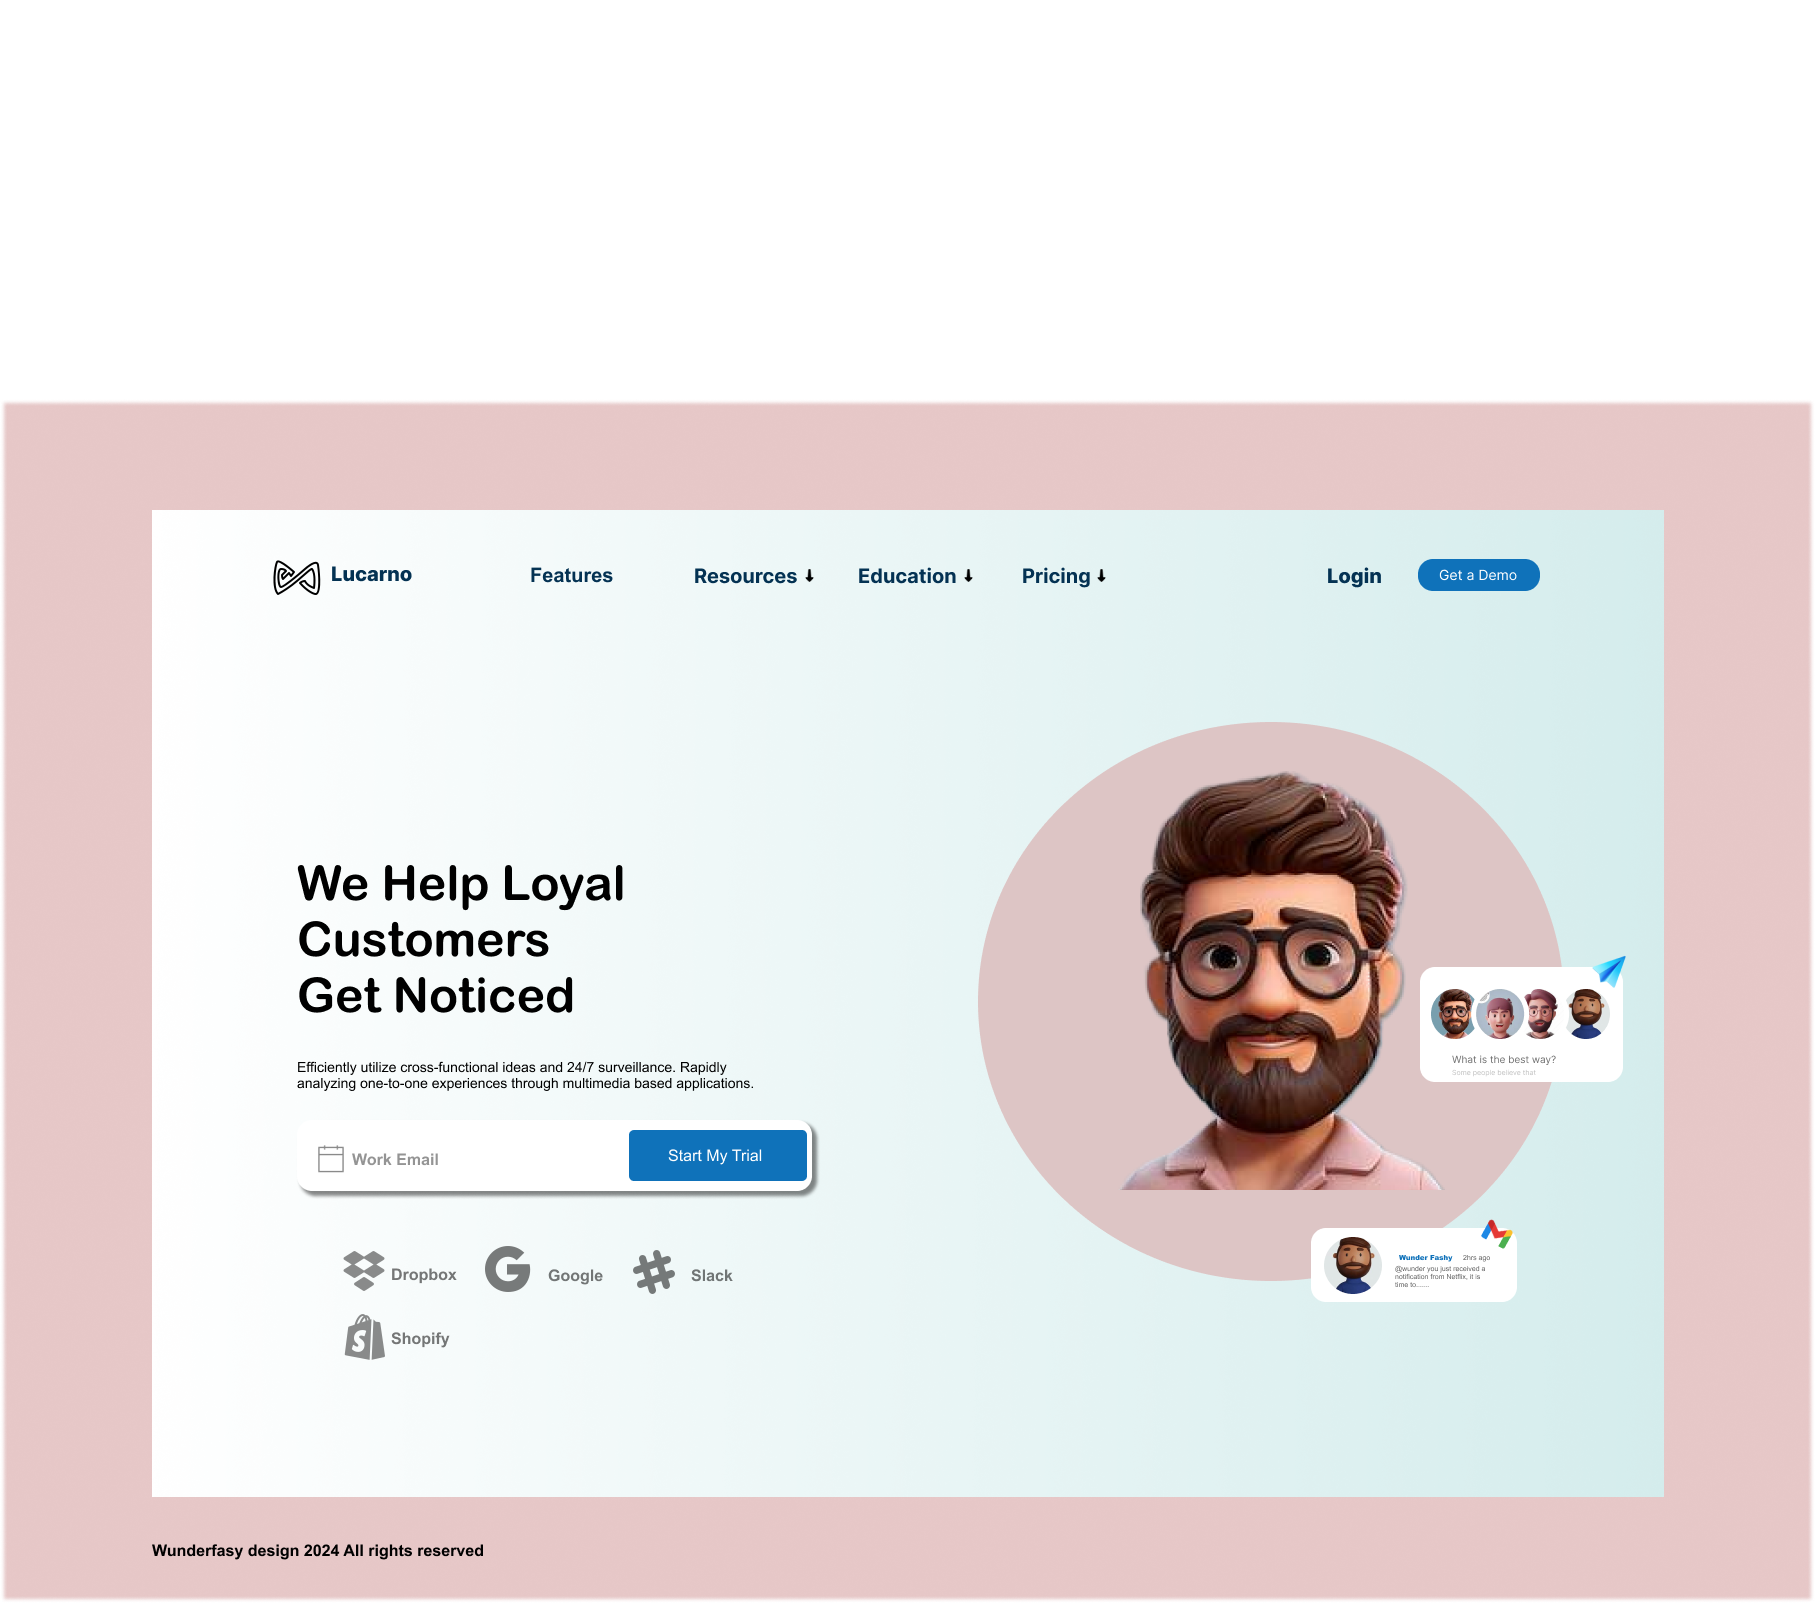 Lucarno
Features
Resources
Education
Pricing
Login
Get a Demo
We Help Loyal
Customers
Get Noticed
Efficiently utilize cross-functional ideas and 24/7 surveillance. Rapidly
analyzing one-to-one experiences through multimedia based applications.
Work Email
Start My Trial
Dropbox
Google
Slack
Shopify
What is the best way?
Some people believe that
Wunder Fashy 2hrs ago
@wunder you just received a
notification from Netflix, it is
time to.......
Wunderfasy design 2024 All rights reserved